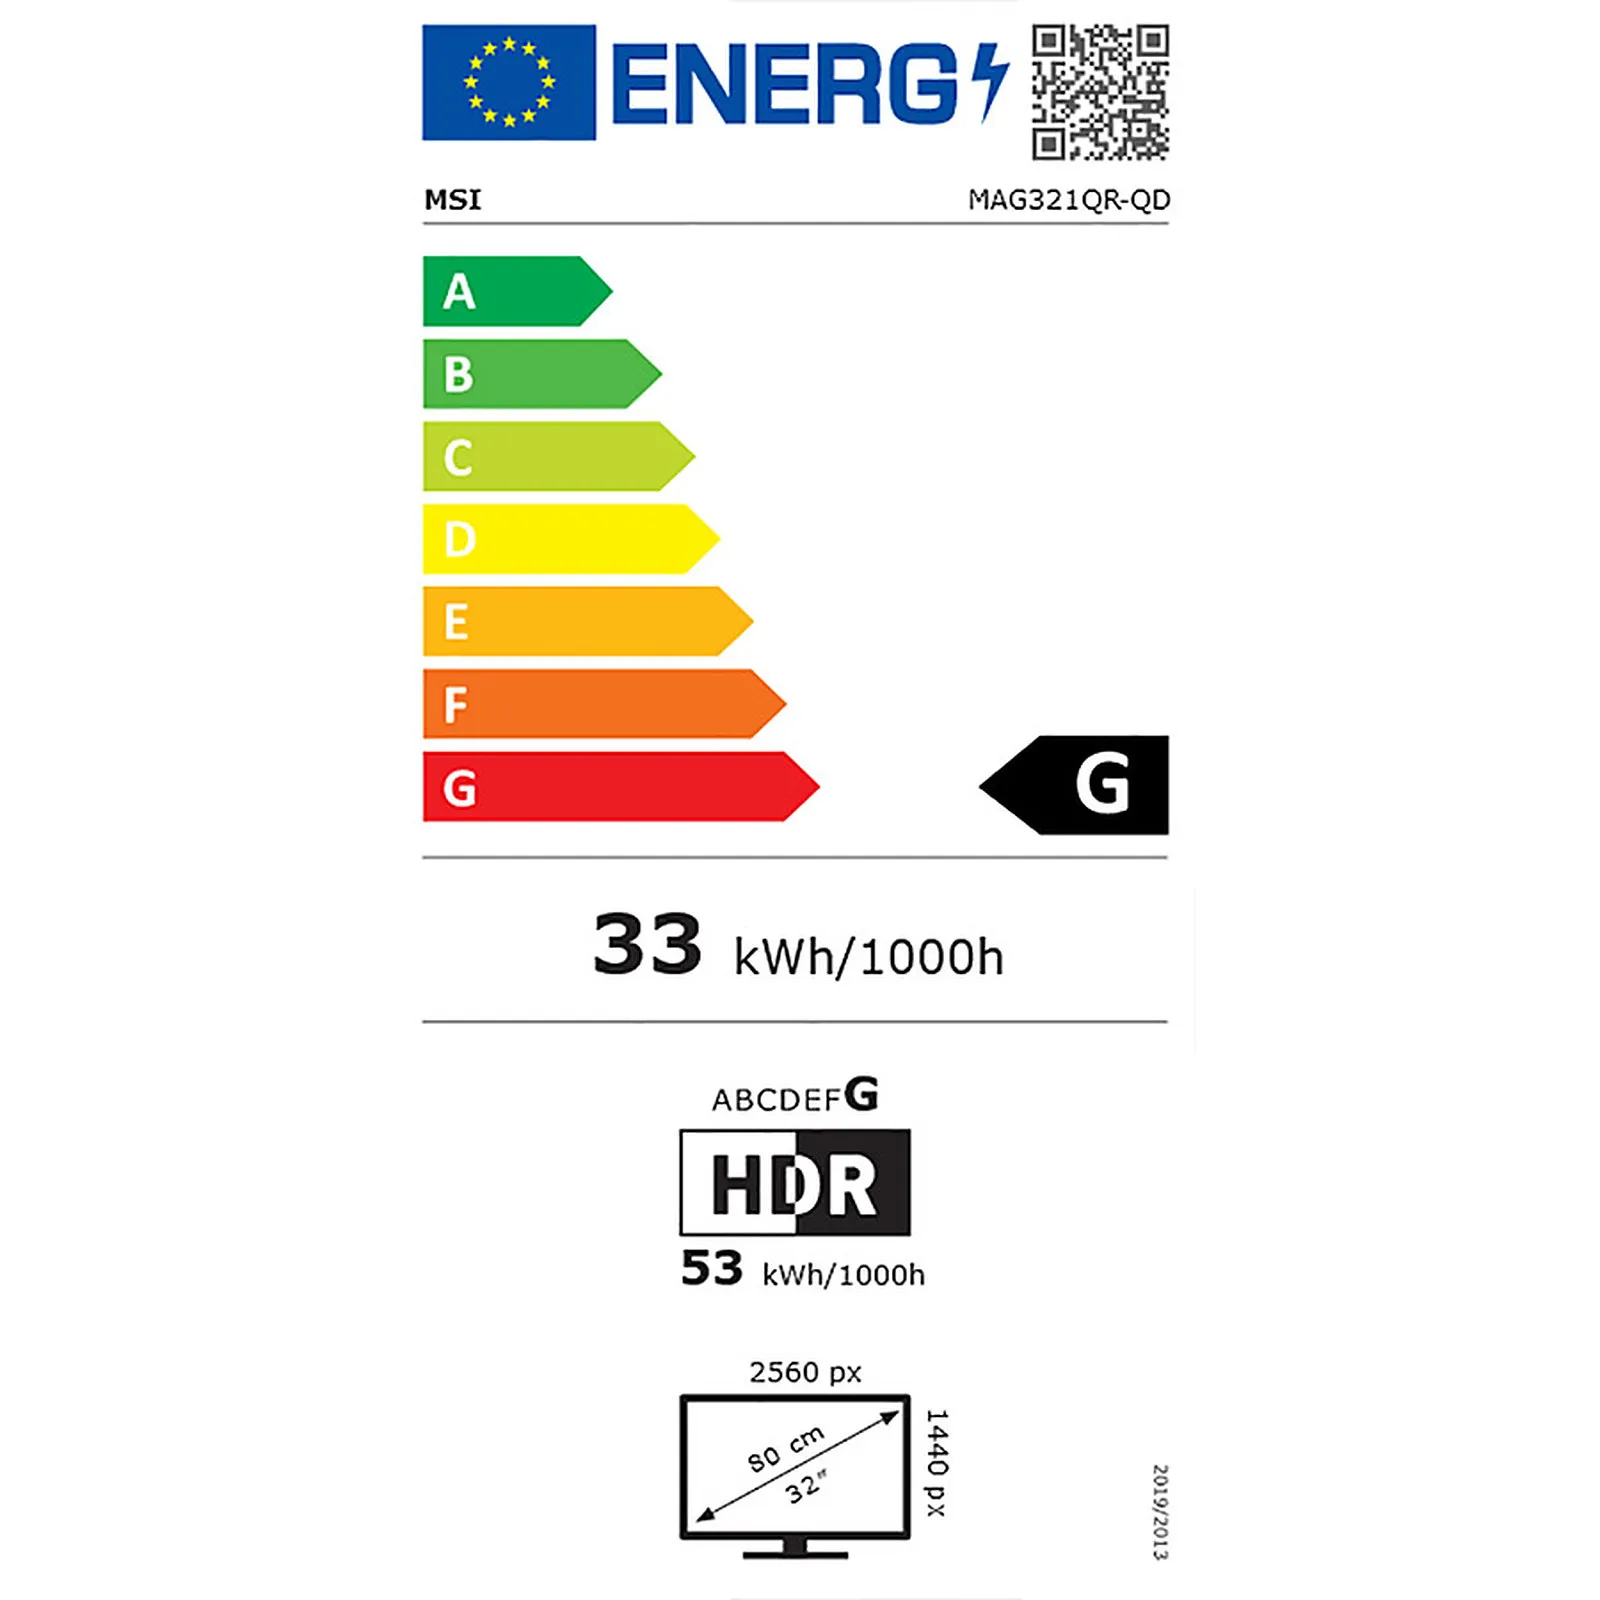 ENERG
MSI
MAG321QR-QD
A
B
C
D
E
F
G
G
33 kWh/1000h
ABCDEFG
HDR
53 kWh/1000h
2560 px
80 cm
32"
1440 px
2019/2013